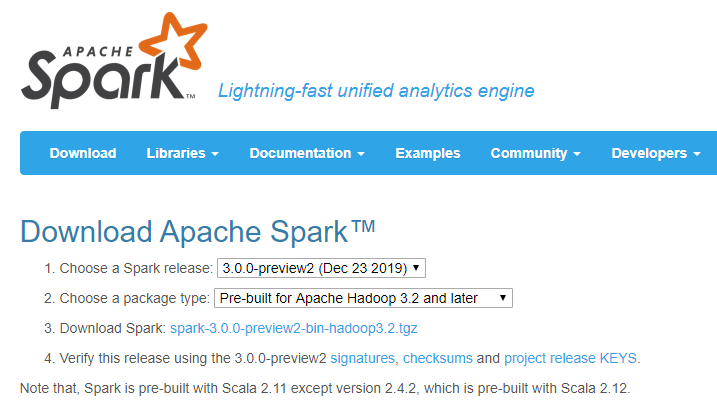 APACHE
Spark™
Lightning-fast unified analytics engine
Download Libraries Documentation Examples Community Developers
Download Apache Spark™
1. Choose a Spark release: 3.0.0-preview2 (Dec 23 2019)
2. Choose a package type: Pre-built for Apache Hadoop 3.2 and later
3. Download Spark: spark-3.0.0-preview2-bin-hadoop3.2.tgz
4. Verify this release using the 3.0.0-preview2 signatures, checksums and project release KEYS.
Note that, Spark is pre-built with Scala 2.11 except version 2.4.2, which is pre-built with Scala 2.12.